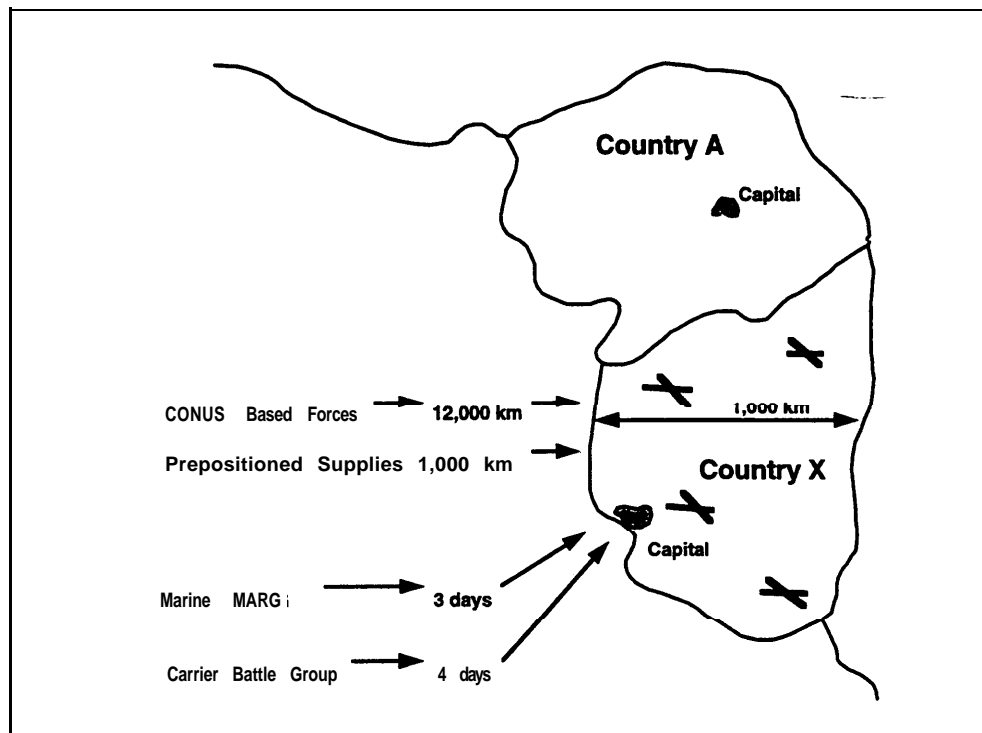 Country A
Capital
CONUS Based Forces 12,000 km
1,000 km
Prepositioned Supplies 1,000 km
Country X
Capital
Marine MARG
3 days
Carrier Battle Group 4 days